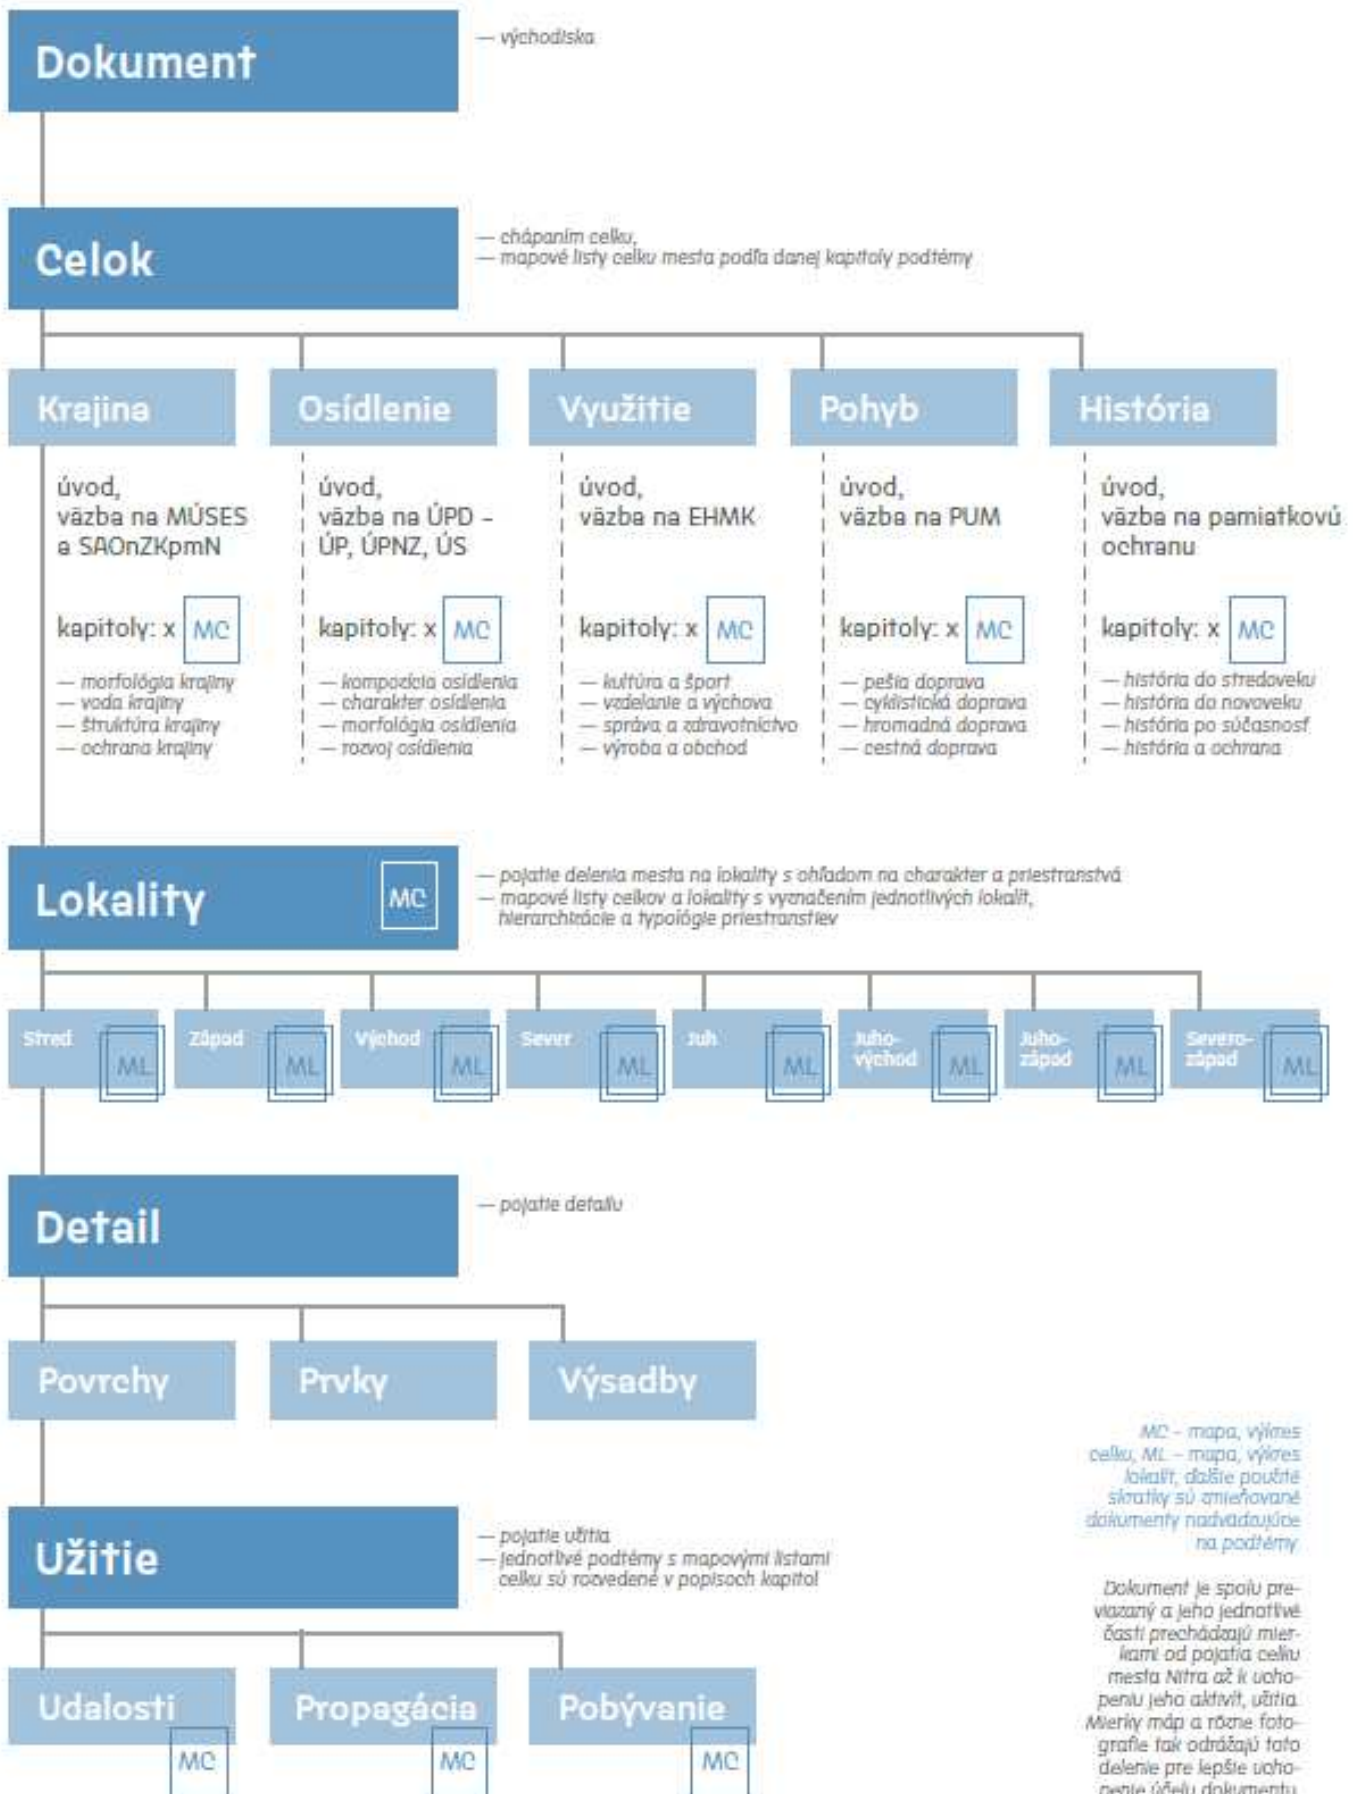 Dokument
— východiska
Celok
— chápaním celku,
— mapové listy celku mesta podľa danej kapitoly podtémy
Krajina
úvod,
väzba na MÚSES
a SAOnZKpmN
kapitoly: x MC
— morfológia krajiny
— voda krajiny
— štruktúra krajiny
— ochrana krajiny
Osídlenie
úvod,
väzba na ÚPD –
ÚP, ÚPNZ, ÚS
kapitoly: x MC
— kompozícia osídlenia
— charakter osídlenia
— morfológia osídlenia
— rozvoj osídlenia
Využitie
úvod,
väzba na EHMK
kapitoly: x MC
— kultúra a šport
— vzdelanie a výchova
— správa a zdravotníctvo
— výroba a obchod
Pohyb
úvod,
väzba na PUM
kapitoly: x MC
— pešia doprava
— cyklistická doprava
— hromadná doprava
— cestná doprava
História
úvod,
väzba na pamiatkovú
ochranu
kapitoly: x MC
— história do stredoveku
— história do novoveku
— história po súčasnosť
— história a ochrana
Lokality
MC
— pojatie delenia mesta na lokality s ohľadom na charakter a priestranstvá
— mapové listy celkov a lokality s vyznačením jednotlivých lokalít,
hierarchizácie a typológie priestranstiev
Stred
ML
Západ
ML
Východ
ML
Sever
ML
Juh
ML
Juho-
východ
ML
Juho-
západ
ML
Severo-
západ
ML
Detail
— pojatie detailu
Povrchy
Prvky
Výsadby
Užitie
— pojatie užitia
— jednotlivé podtémy s mapovými listami
celku sú rozvedené v popisoch kapitol
Udalosti
MC
Propagácia
MC
Pobývanie
MC
MC – mapa, výkres
celku, ML – mapa, výkres
lokalít, ďalšie použité
skratky sú zmieňované
dokumenty nadväzujúce
na podtémy.
Dokument je spolu pre-
viazaný a jeho jednotlivé
časti prechádzajú mier-
kami od pojatia celku
mesta Nitra až k ucho-
peniu jeho aktivít, užitia.
Mierky máp a rôzne foto-
grafie tak odrážajú toto
delenie pre lepšie ucho-
penie účelu dokumentu.